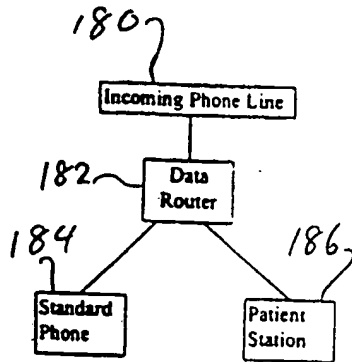 180
Incoming Phone Line
182
Data
Router
184
186
Standard
Phone
Patient
Station